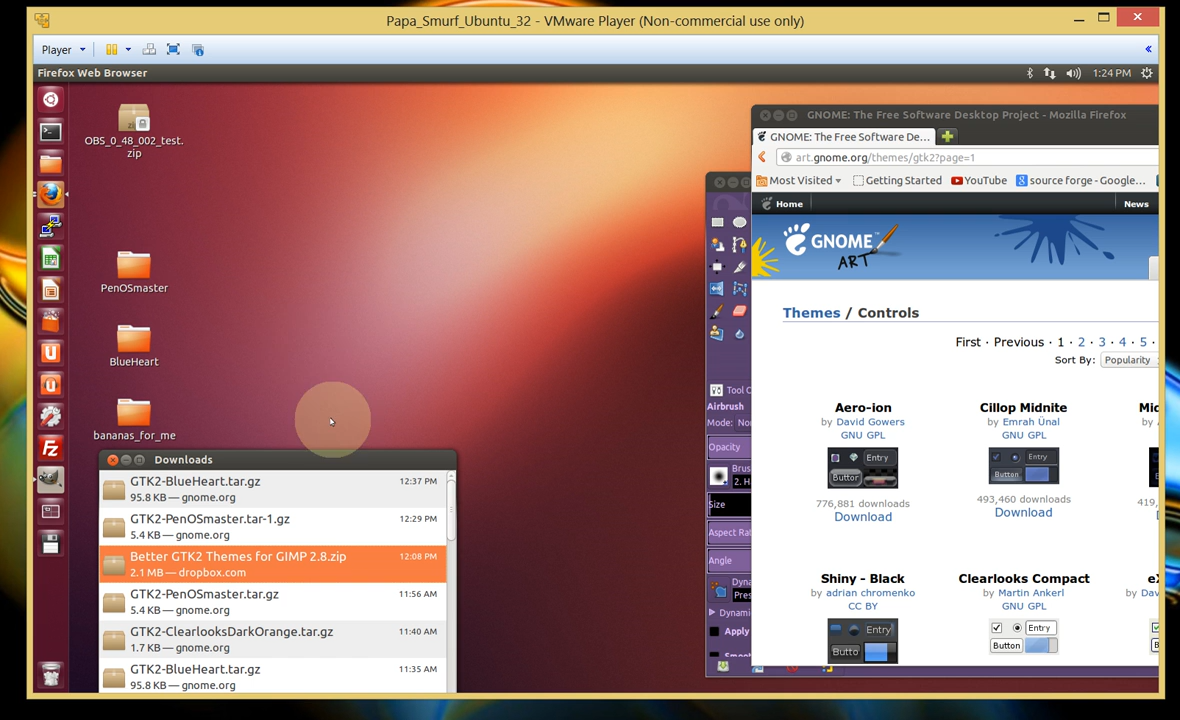 Papa_Smurf_Ubuntu_32 - VMware Player (Non-commercial use only)
Player
Firefox Web Browser
1:24 PM
OBS_0_48_002_test.
zip
PenOSmaster
BlueHeart
bananas_for_me
Downloads
GTK2-BlueHeart.tar.gz
12:37 PM
95.8 KB — gnome.org
GTK2-PenOSmaster.tar-1.gz
12:29 PM
5.4 KB — gnome.org
Better GTK2 Themes for GIMP 2.8.zip
12:08 PM
2.1 MB — dropbox.com
GTK2-PenOSmaster.tar.gz
11:56 AM
5.4 KB — gnome.org
GTK2-ClearlooksDarkOrange.tar.gz
11:40 AM
1.7 KB — gnome.org
GTK2-BlueHeart.tar.gz
11:35 AM
95.8 KB — gnome.org
Tool O
Airbrush
Mode: No
Opacity
Brus
2. H
Size
Aspect Ra
Angle
Dyna
Pres
Dynami
Apply
GNOME: The Free Software Desktop Project - Mozilla Firefox
GNOME: The Free Software De...
art.gnome.org/themes/gtk2?page=1
Most Visited
Getting Started
YouTube
source forge - Google...
Home
News
GNOME™
ART
Themes / Controls
First · Previous · 1 · 2 · 3 · 4 · 5 ·
Sort By: Popularity
Aero-ion
by David Gowers
GNU GPL
Entry
Button
776,881 downloads
Download
Cillop Midnite
by Emrah Ünal
GNU GPL
Entry
Button
493,460 downloads
Download
Mi
by
419,
Shiny - Black
by adrian chromenko
CC BY
Entry
Butto
Clearlooks Compact
by Martin Ankerl
GNU GPL
Entry
Button
eX
by Dav